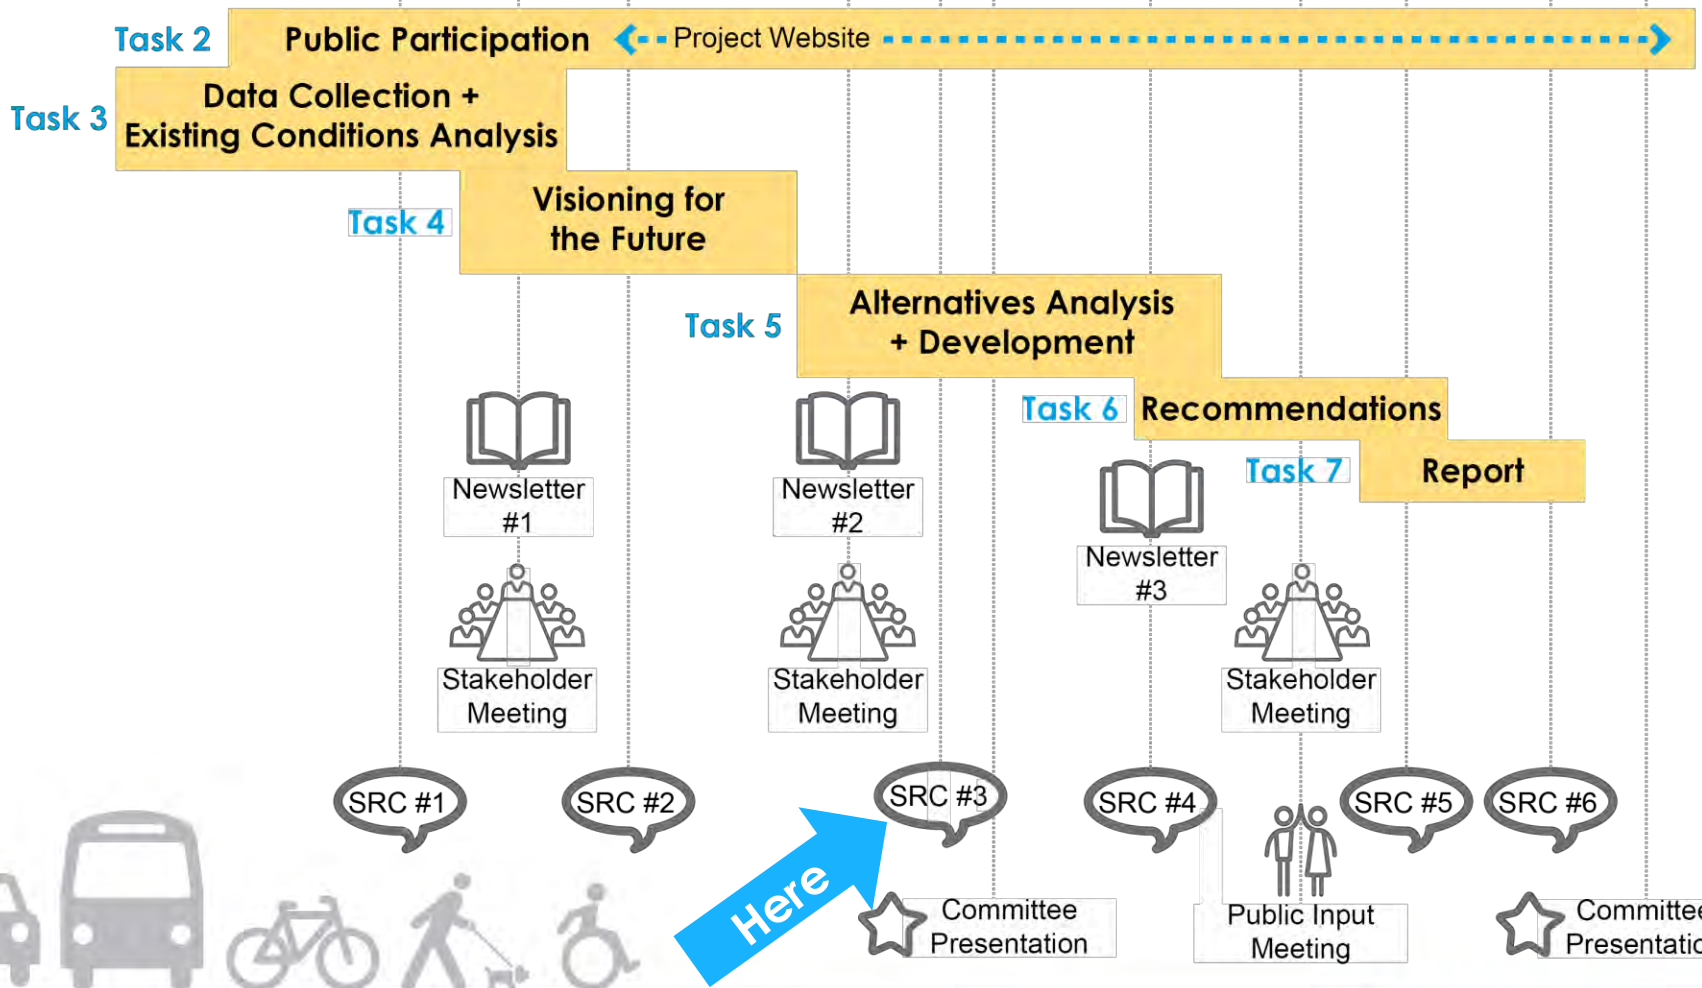 Task 2
Public Participation
Project Website
Task 3
Data Collection +
Existing Conditions Analysis
Task 4
Visioning for
the Future
Task 5
Alternatives Analysis
+ Development
Task 6
Recommendations
Task 7
Report
Newsletter
#1
Newsletter
#2
Newsletter
#3
Stakeholder
Meeting
Stakeholder
Meeting
Stakeholder
Meeting
SRC #1
SRC #2
SRC #3
SRC #4
SRC #5
SRC #6
Here
Committee
Presentation
Public Input
Meeting
Committee
Presentatio